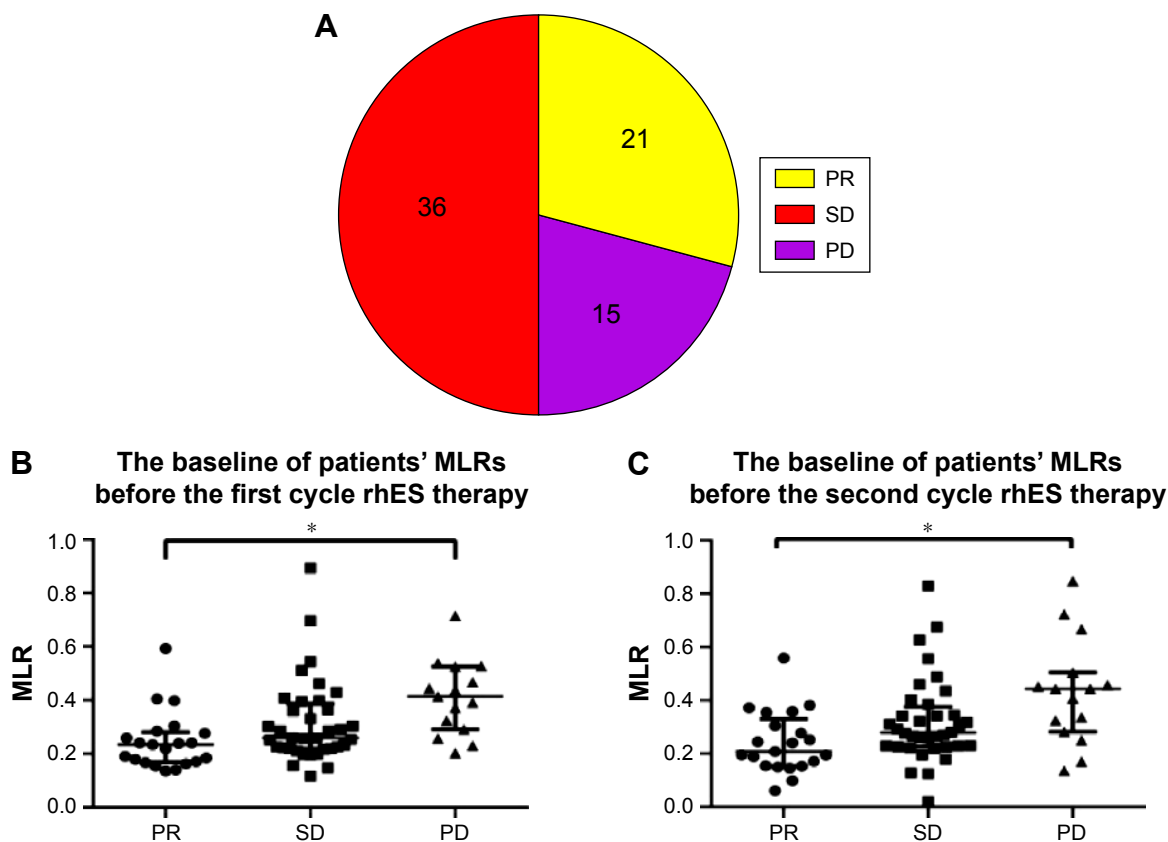 A
21
36
15
PR
SD
PD
B
The baseline of patients’ MLRs
before the first cycle rhES therapy
*
1.0
0.8
0.6
0.4
0.2
0.0
MLR
PR
SD
PD
C
The baseline of patients’ MLRs
before the second cycle rhES therapy
*
1.0
0.8
0.6
0.4
0.2
0.0
MLR
PR
SD
PD